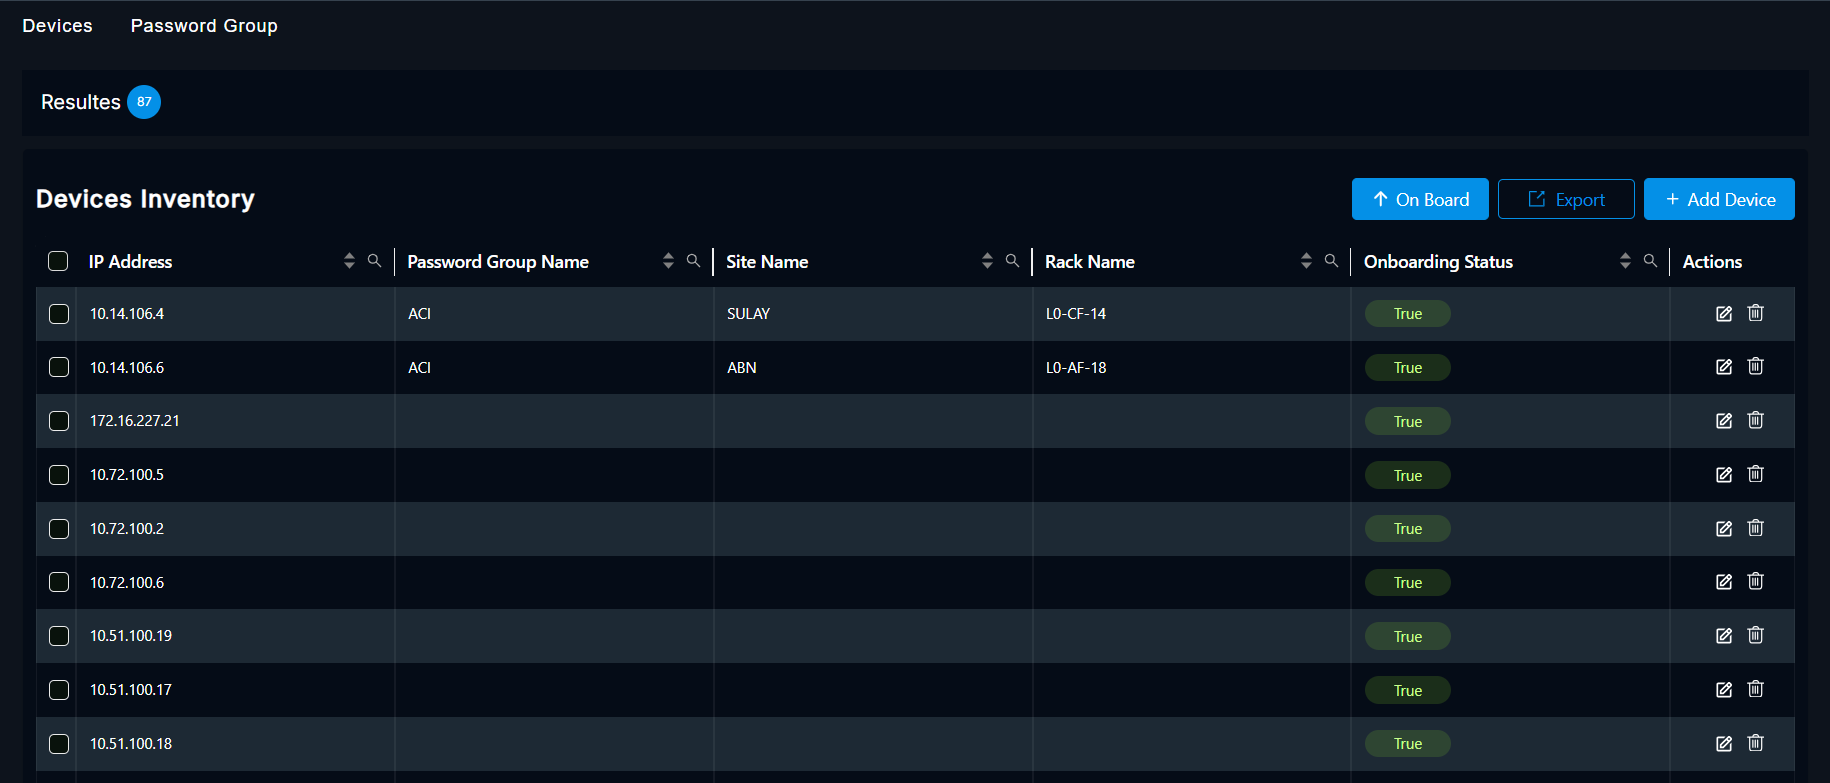 Devices Password Group
Resultes 87
Devices Inventory
On Board Export + Add Device
IP Address Password Group Name Site Name Rack Name Onboarding Status Actions
10.14.106.4 ACI SULAY L0-CF-14 True
10.14.106.6 ACI ABN L0-AF-18 True
172.16.227.21 True
10.72.100.5 True
10.72.100.2 True
10.72.100.6 True
10.51.100.19 True
10.51.100.17 True
10.51.100.18 True